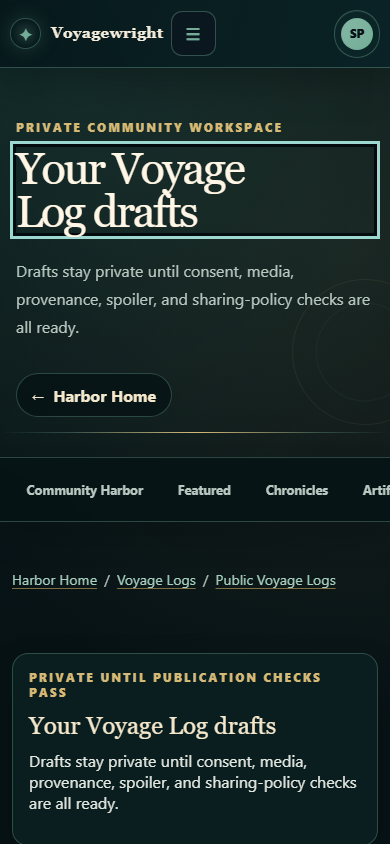 Voyagewright
SP
PRIVATE COMMUNITY WORKSPACE
Your Voyage
Log drafts
Drafts stay private until consent, media,
provenance, spoiler, and sharing-policy checks are
all ready.
← Harbor Home
Community Harbor Featured Chronicles Artif
Harbor Home / Voyage Logs / Public Voyage Logs
PRIVATE UNTIL PUBLICATION CHECKS
PASS
Your Voyage Log drafts
Drafts stay private until consent, media,
provenance, spoiler, and sharing-policy checks
are all ready.